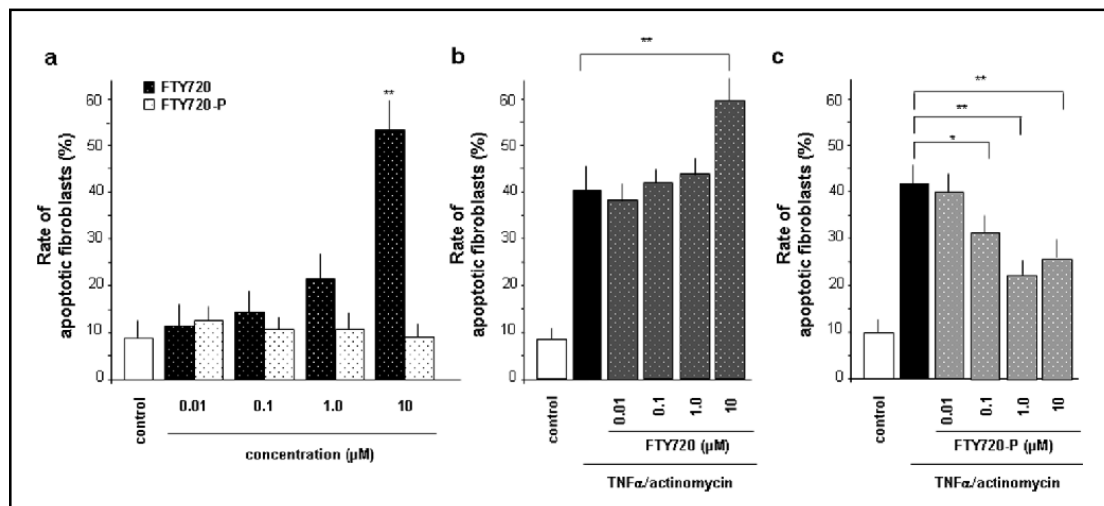 a
FTY720
FTY720-P
**
Rate of
apoptotic fibroblasts (%)
60
50
40
30
20
10
0
control
0.01 0.1 1.0 10
concentration (µM)
b
**
Rate of
apoptotic fibroblasts (%)
60
50
40
30
20
10
0
control
0.01 0.1 1.0 10
FTY720 (µM)
TNFα/actinomycin
c
**
**
*
Rate of
apoptotic fibroblasts (%)
60
50
40
30
20
10
0
control
0.01 0.1 1.0 10
FTY720-P (µM)
TNFα/actinomycin